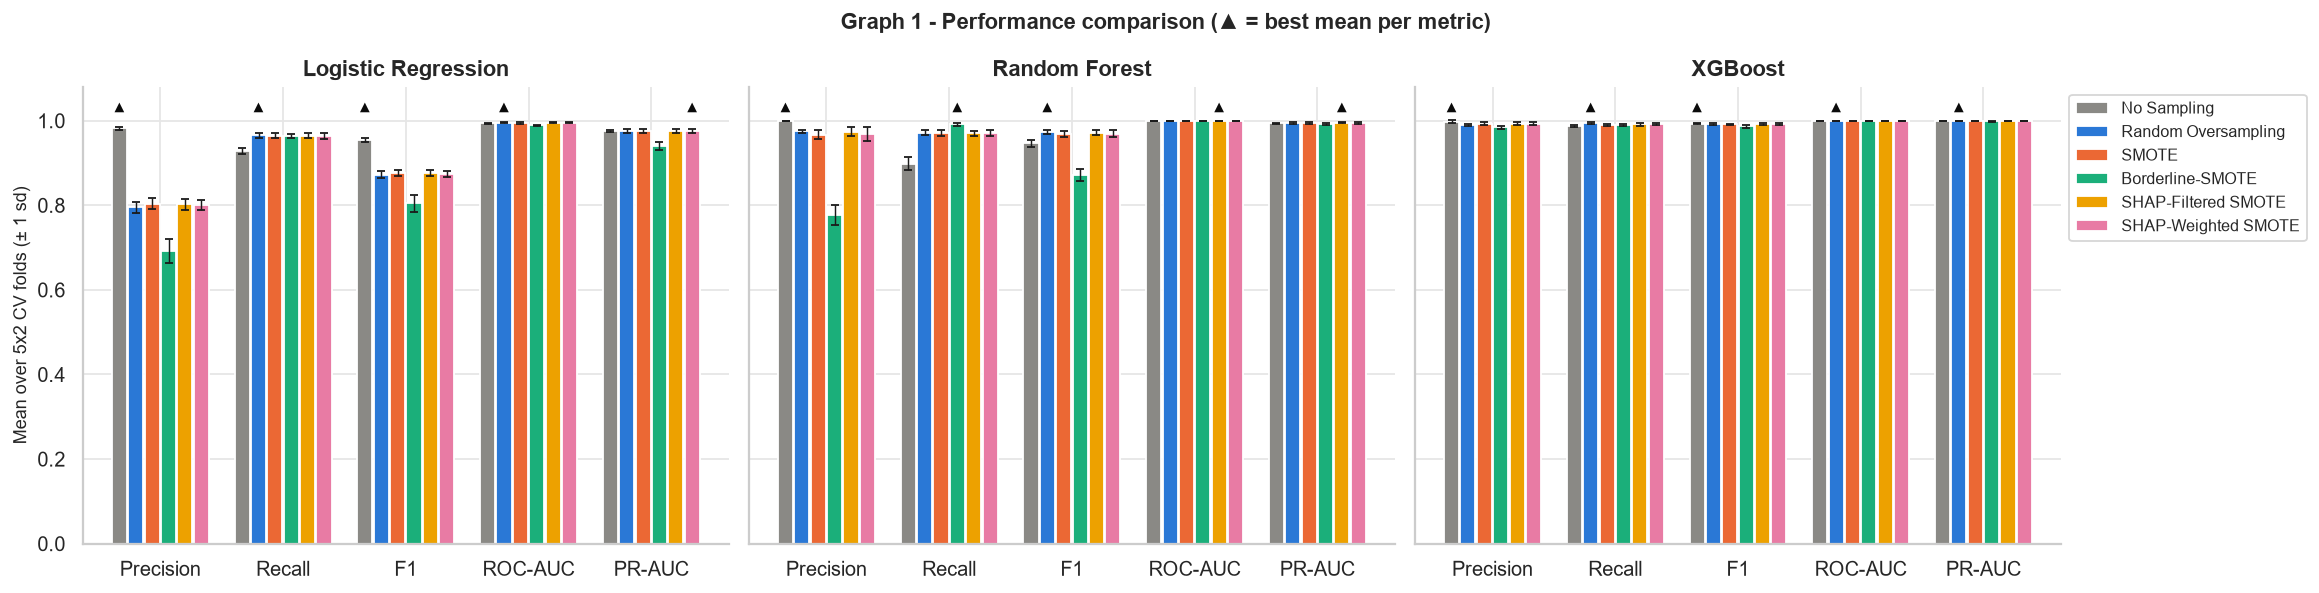 Graph 1 - Performance comparison (▲ = best mean per metric)
Logistic Regression
Random Forest
XGBoost
Mean over 5x2 CV folds (± 1 sd)
1.0
0.8
0.6
0.4
0.2
0.0
Precision Recall F1 ROC-AUC PR-AUC
Precision Recall F1 ROC-AUC PR-AUC
Precision Recall F1 ROC-AUC PR-AUC
No Sampling
Random Oversampling
SMOTE
Borderline-SMOTE
SHAP-Filtered SMOTE
SHAP-Weighted SMOTE